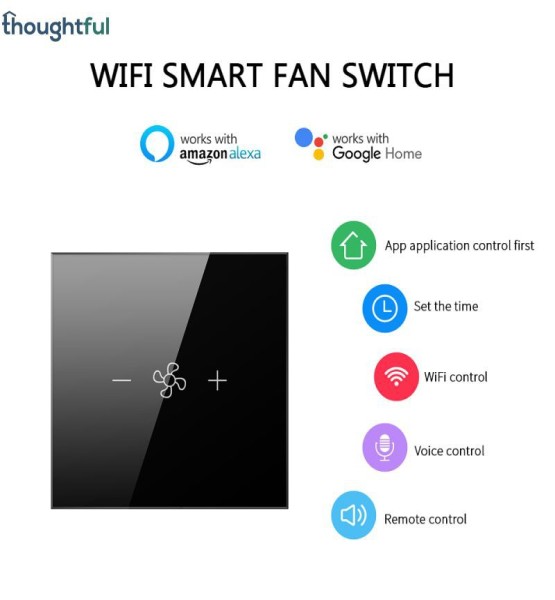 thoughtful
WIFI SMART FAN SWITCH
works with
amazon alexa
works with
Google Home
App application control first
Set the time
WiFi control
Voice control
Remote control